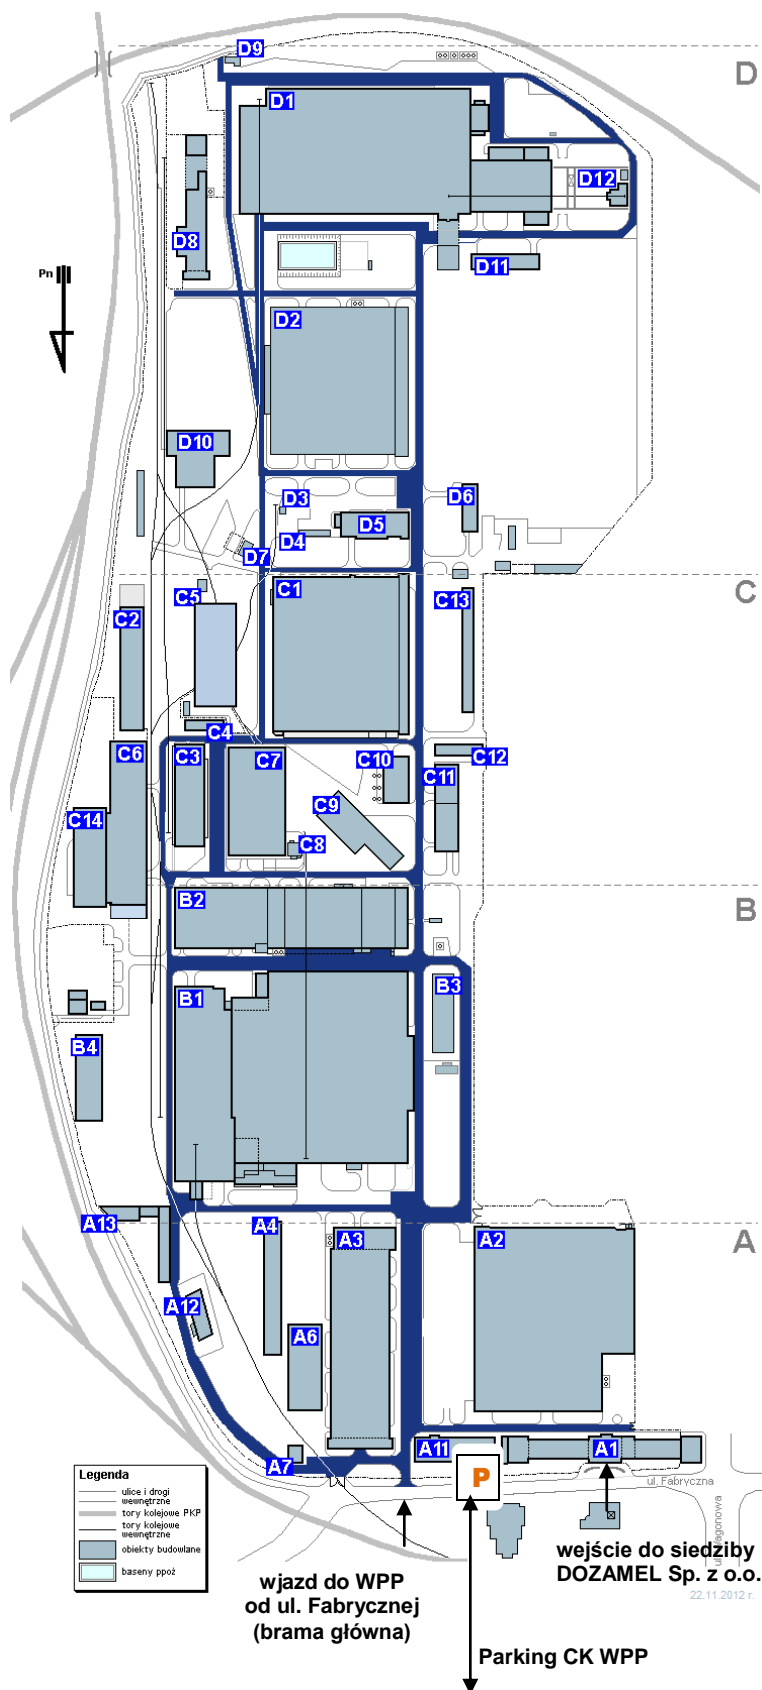 D9
D
D1
D12
D8
D11
Pn
D2
D10
D3
D6
D5
D4
D7
C5
C1
C
C13
C2
C4
C6
C3
C7
C10
C12
C11
C14
C9
C8
B2
B
B1
B3
B4
A13
A4
A3
A2
A
A12
A6
A11
A1
A7
P
ul. Fabryczna
Legenda
ulice i drogi
wewnętrzne
tory kolejowe PKP
tory kolejowe
wewnętrzne
obiekty budowlane
baseny ppoż
wejście do siedziby
DOZAMEL Sp. z o.o.
22.11.2012 r.
wjazd do WPP
od ul. Fabrycznej
(brama główna)
Parking CK WPP